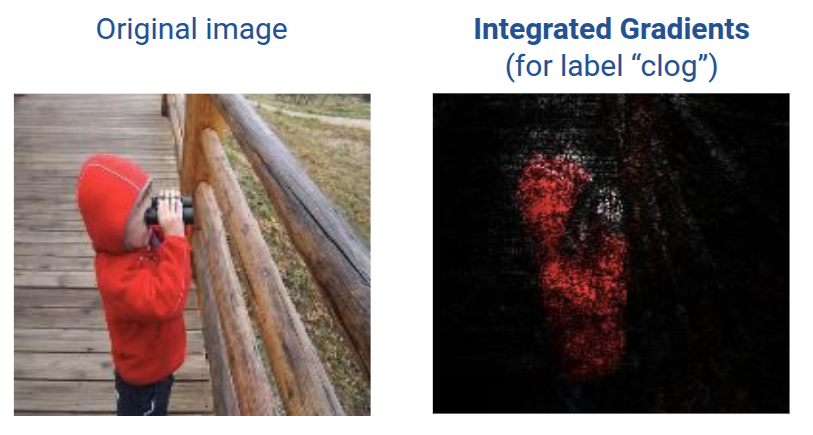 Original image
Integrated Gradients
(for label “clog”)